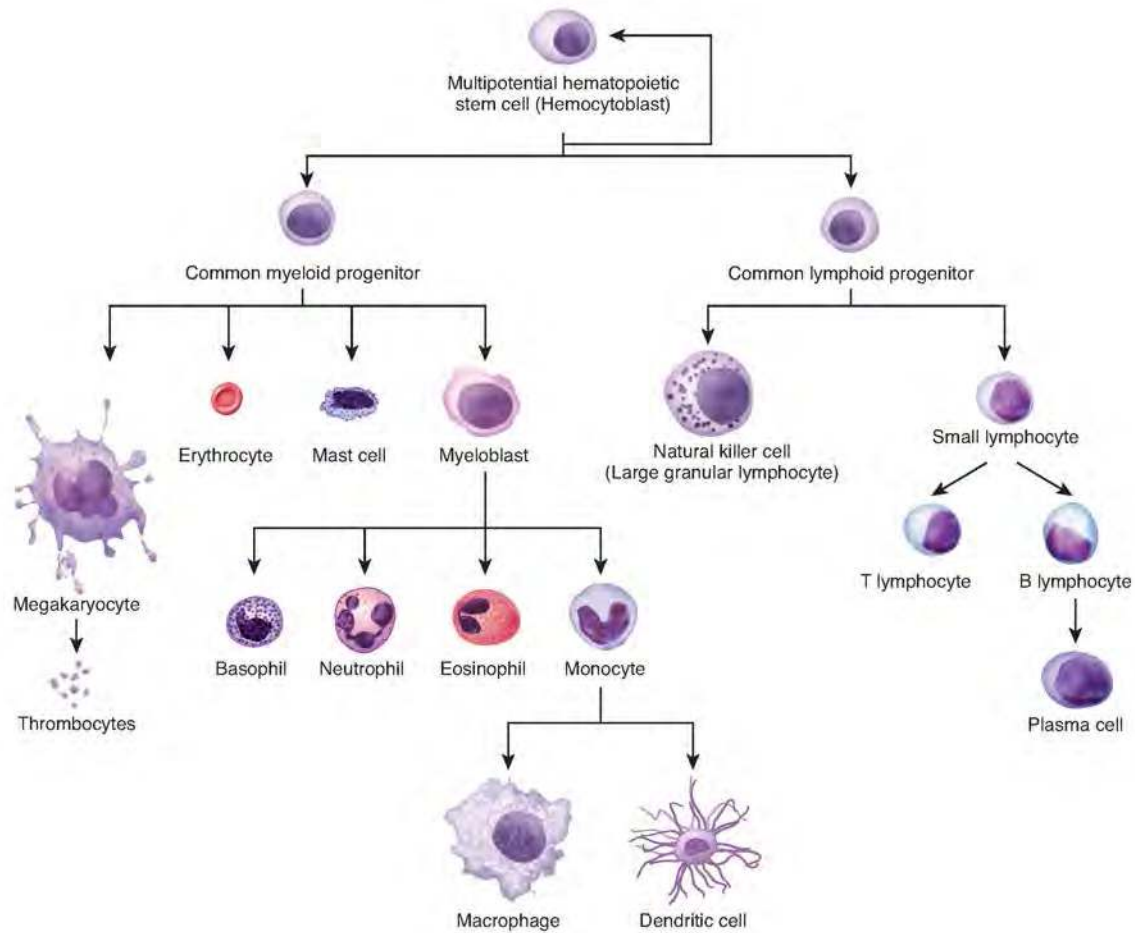 Multipotential hematopoietic
stem cell (Hemocytoblast)
Common myeloid progenitor
Common lymphoid progenitor
Erythrocyte
Mast cell
Myeloblast
Natural killer cell
(Large granular lymphocyte)
Small lymphocyte
T lymphocyte
B lymphocyte
Megakaryocyte
Basophil
Neutrophil
Eosinophil
Monocyte
Thrombocytes
Plasma cell
Macrophage
Dendritic cell